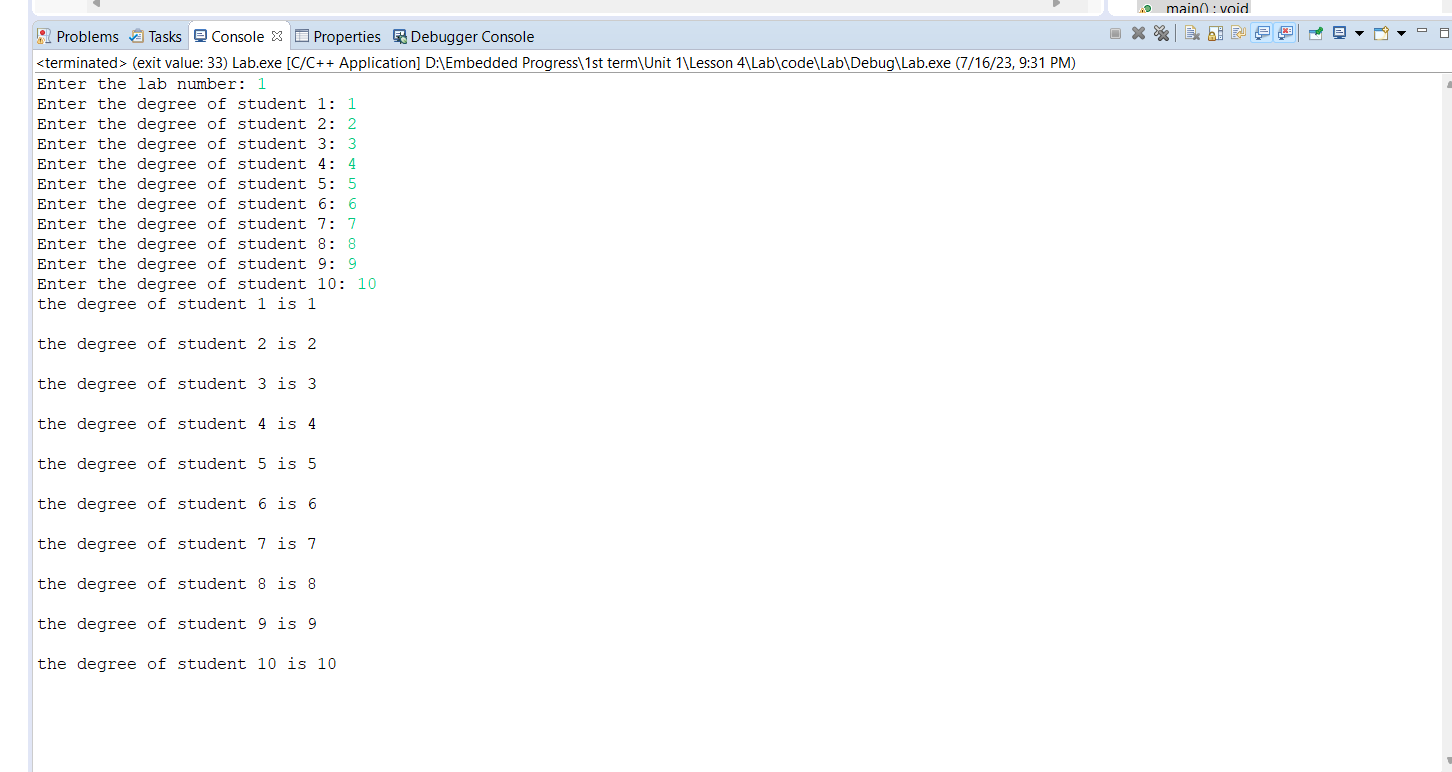 main() : void
Problems Tasks Console Properties Debugger Console
<terminated> (exit value: 33) Lab.exe [C/C++ Application] D:\Embedded Progress\1st term\Unit 1\Lesson 4\Lab\code\Lab\Debug\Lab.exe (7/16/23, 9:31 PM)
Enter the lab number: 1
Enter the degree of student 1: 1
Enter the degree of student 2: 2
Enter the degree of student 3: 3
Enter the degree of student 4: 4
Enter the degree of student 5: 5
Enter the degree of student 6: 6
Enter the degree of student 7: 7
Enter the degree of student 8: 8
Enter the degree of student 9: 9
Enter the degree of student 10: 10
the degree of student 1 is 1
the degree of student 2 is 2
the degree of student 3 is 3
the degree of student 4 is 4
the degree of student 5 is 5
the degree of student 6 is 6
the degree of student 7 is 7
the degree of student 8 is 8
the degree of student 9 is 9
the degree of student 10 is 10